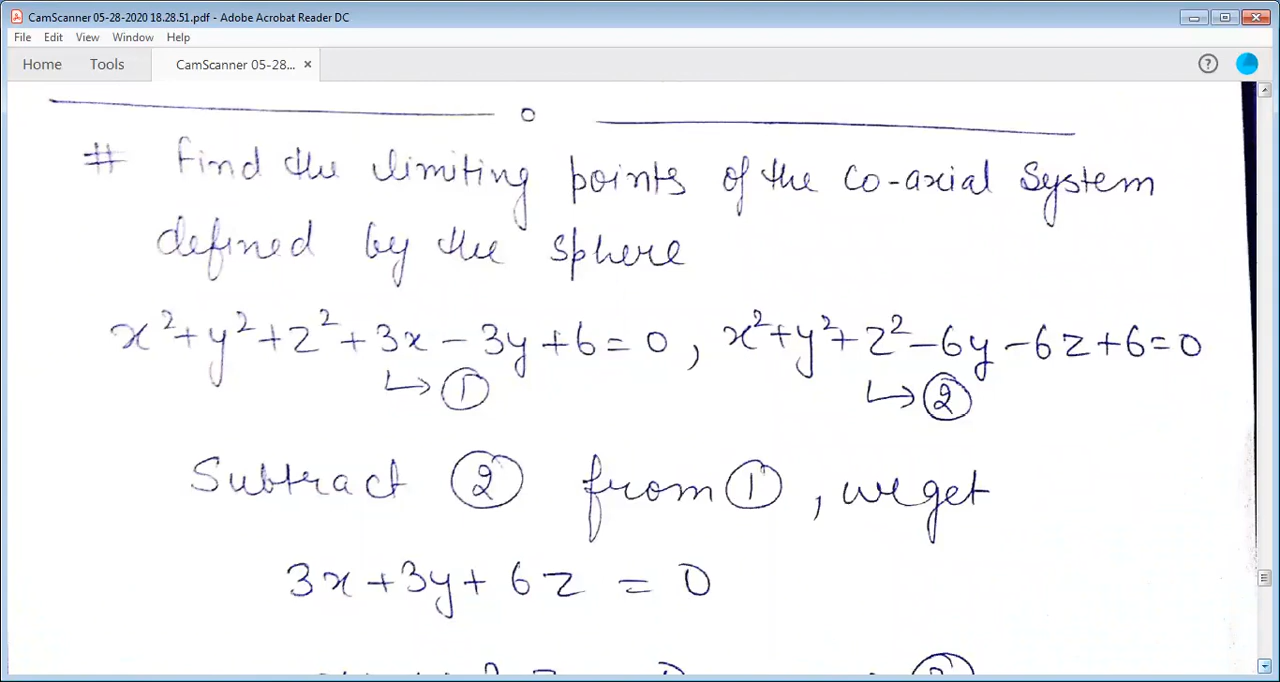 CamScanner 05-28-2020 18.28.51.pdf - Adobe Acrobat Reader DC
File Edit View Window Help
Home Tools CamScanner 05-28... ×
# Find the limiting points of the co-axial System
defined by the sphere
x²+y²+z²+3x-3y+6=0, x²+y²+z²-6y-6z+6=0
↳ ① ↳ ②
Subtract ② from ①, we get
3x+3y+6z = 0